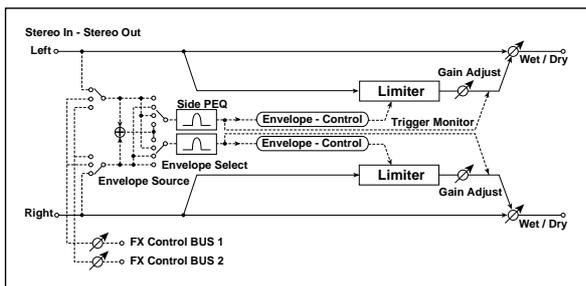 Stereo In - Stereo Out
Left
Wet / Dry
Gain Adjust
Limiter
Side PEQ
Envelope - Control
Trigger Monitor
Envelope - Control
Envelope Select
Envelope Source
Limiter
Gain Adjust
Right
Wet / Dry
FX Control BUS 1
FX Control BUS 2